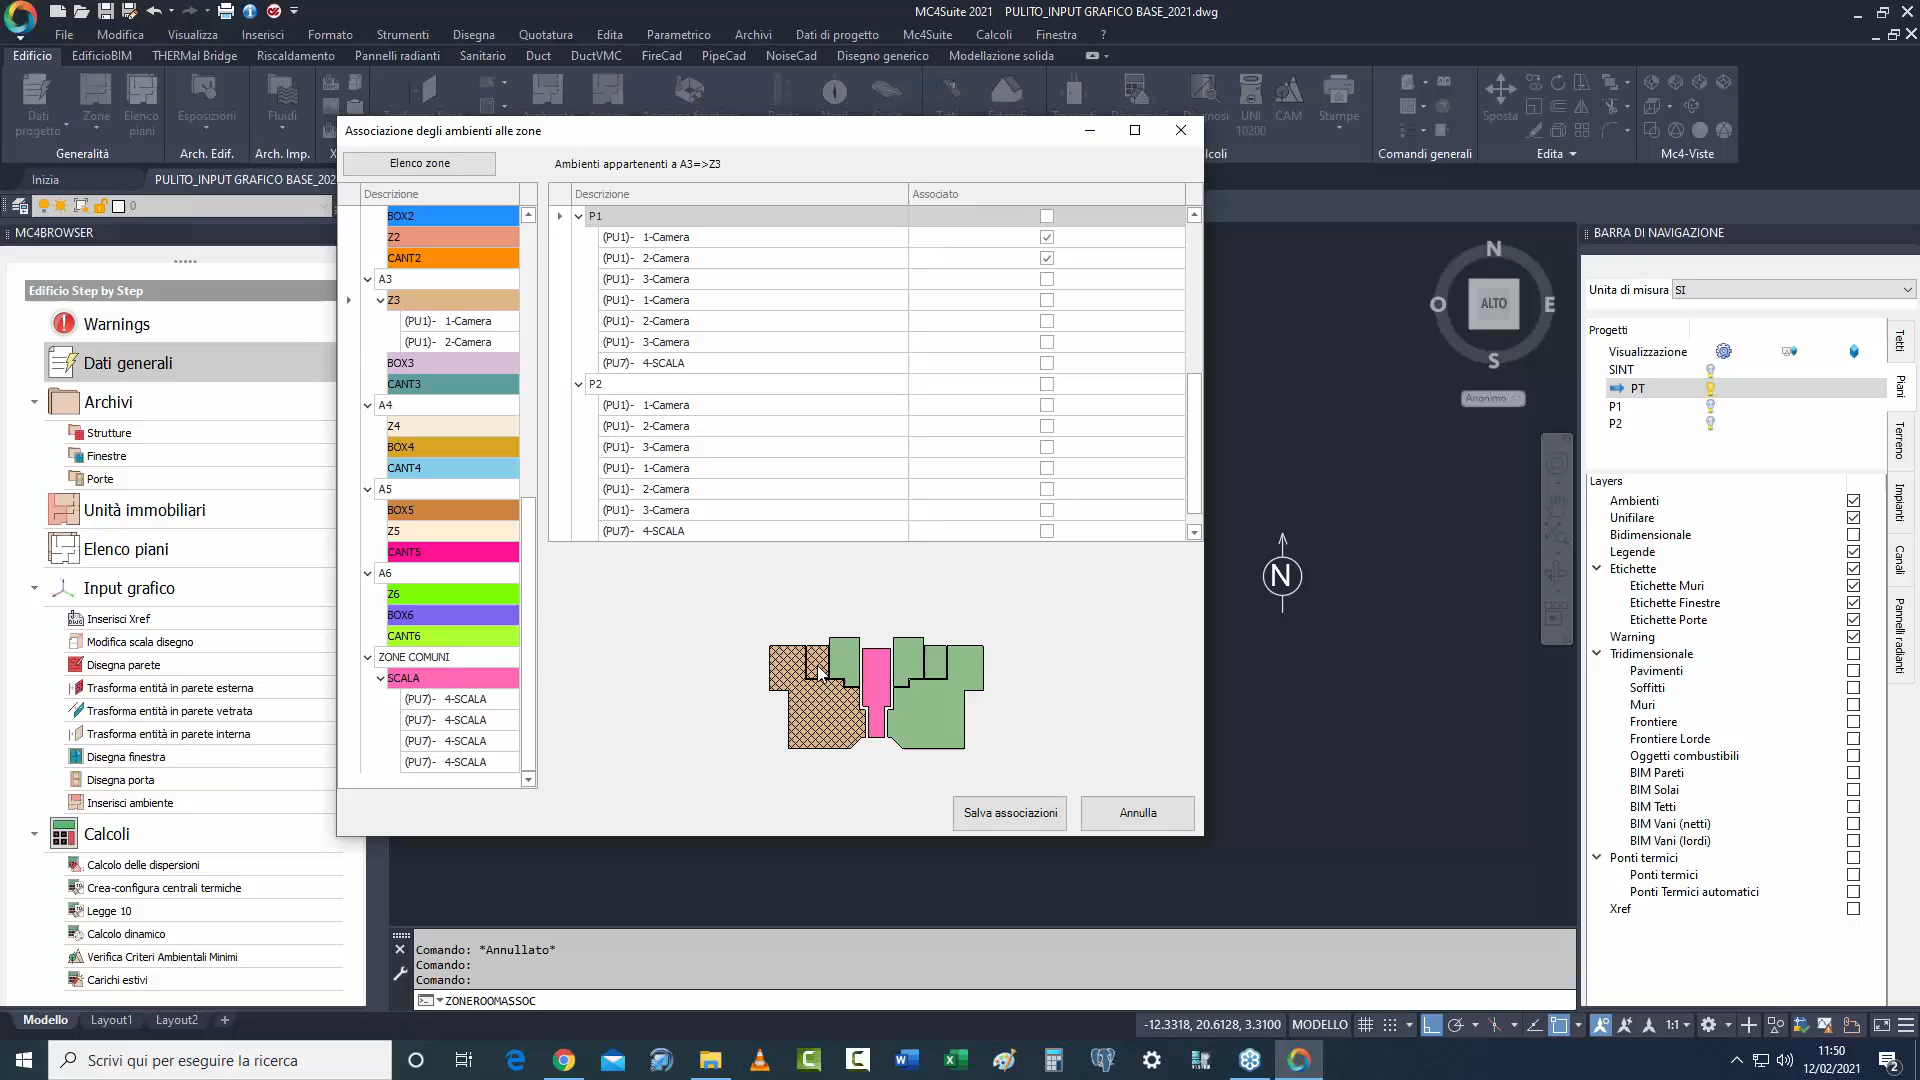 MC4Suite 2021 PULITO_INPUT GRAFICO BASE_2021.dwg
File Modifica Visualizza Inserisci Formato Strumenti Disegna Quotatura Edita Parametrico Archivi Dati di progetto Mc4Suite Calcoli Finestra ?
Edificio EdificioBIM THERMal Bridge Riscaldamento Pannelli radianti Sanitario Duct DuctVMC FireCad PipeCad NoiseCad Disegno generico Modellazione solida
Dati progetto Zone Elenco piani Esposizioni Fluidi UNI 10200 CAM Stampe Sposta
Generalità Arch. Edif. Arch. Imp. Comandi generali Edita Mc4-Viste
Inizia PULITO_INPUT GRAFICO BASE_202
0
MC4BROWSER
Edificio Step by Step
Warnings
Dati generali
Archivi
Strutture
Finestre
Porte
Unità immobiliari
Elenco piani
Input grafico
Inserisci Xref
Modifica scala disegno
Disegna parete
Trasforma entità in parete esterna
Trasforma entità in parete vetrata
Trasforma entità in parete interna
Disegna finestra
Disegna porta
Inserisci ambiente
Calcoli
Calcolo delle dispersioni
Crea-configura centrali termiche
Legge 10
Calcolo dinamico
Verifica Criteri Ambientali Minimi
Carichi estivi
Associazione degli ambienti alle zone
Elenco zone
Ambienti appartenenti a A3=>Z3
Descrizione
BOX2
Z2
CANT2
A3
Z3
(PU1)- 1-Camera
(PU1)- 2-Camera
BOX3
CANT3
A4
Z4
BOX4
CANT4
A5
BOX5
Z5
CANT5
A6
Z6
BOX6
CANT6
ZONE COMUNI
SCALA
(PU7)- 4-SCALA
(PU7)- 4-SCALA
(PU7)- 4-SCALA
(PU7)- 4-SCALA
Descrizione Associato
P1
(PU1)- 1-Camera
(PU1)- 2-Camera
(PU1)- 3-Camera
(PU1)- 1-Camera
(PU1)- 2-Camera
(PU1)- 3-Camera
(PU7)- 4-SCALA
P2
(PU1)- 1-Camera
(PU1)- 2-Camera
(PU1)- 3-Camera
(PU1)- 1-Camera
(PU1)- 2-Camera
(PU1)- 3-Camera
(PU7)- 4-SCALA
Salva associazioni Annulla
N
O ALTO E
S
Anonimo
N
BARRA DI NAVIGAZIONE
Unita di misura SI
Progetti
Visualizzazione
SINT
PT
P1
P2
Layers
Ambienti
Unifilare
Bidimensionale
Legende
Etichette
Etichette Muri
Etichette Finestre
Etichette Porte
Warning
Tridimensionale
Pavimenti
Soffitti
Muri
Frontiere
Frontiere Lorde
Oggetti combustibili
BIM Pareti
BIM Solai
BIM Tetti
BIM Vani (netti)
BIM Vani (lordi)
Ponti termici
Ponti termici
Ponti Termici automatici
Xref
Tetti
Piani
Terreno
Impianti
Canali
Pannelli radianti
Comando: *Annullato*
Comando:
Comando:
ZONEROOMASSOC
Modello Layout1 Layout2 +
-12.3318, 20.6128, 3.3100 MODELLO 1:1
Scrivi qui per eseguire la ricerca
11:50
12/02/2021
2